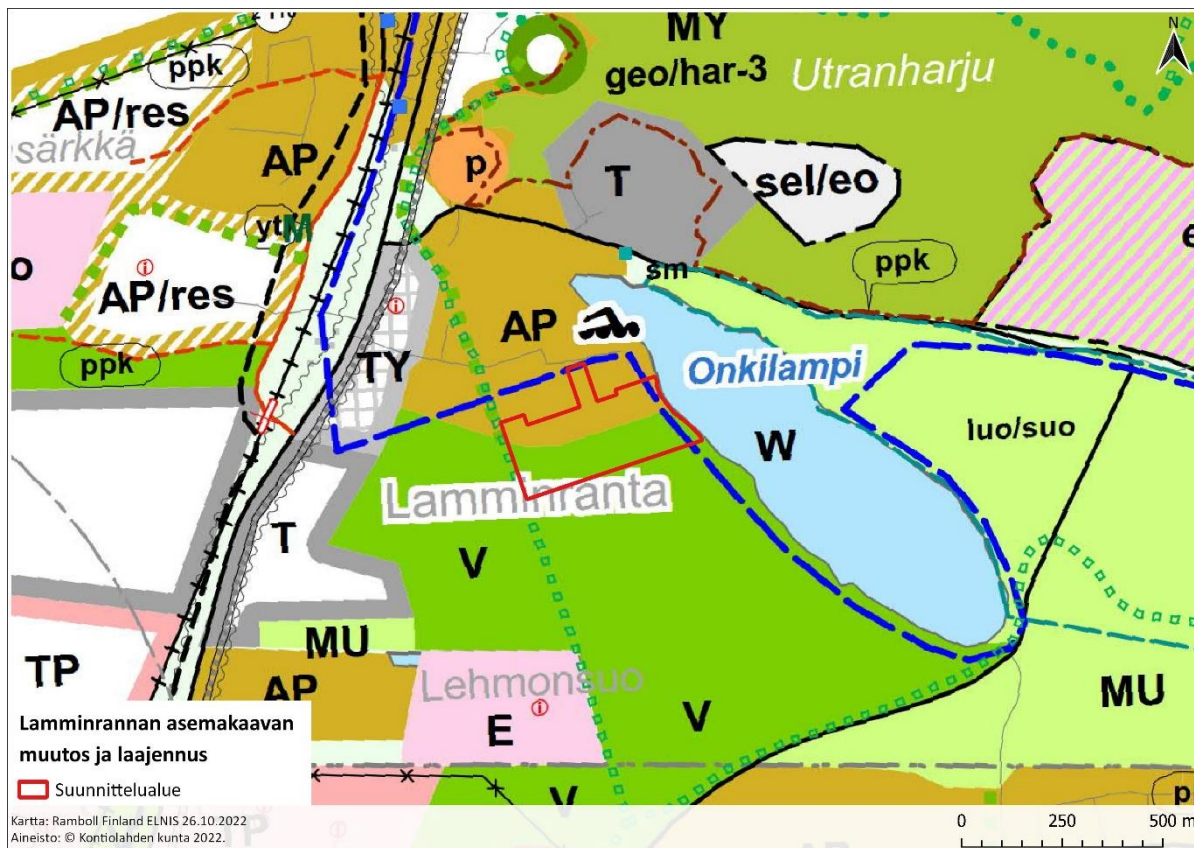 ppk
N
MY
geo/har-3
Utranharju
AP/res
särkkä
AP
p
T
sel/eo
e
yt
M
sm
ppk
o
AP/res
AP
ppk
TY
Onkilampi
luo/suo
W
Lamminranta
T
V
MU
TP
AP
Lehmonsuo
E
V
MU
V
p
TP
Lamminrannan asemakaavan
muutos ja laajennus
Suunnittelualue
Kartta: Ramboll Finland ELNIS 26.10.2022
Aineisto: © Kontiolahden kunta 2022.
0 250 500 m